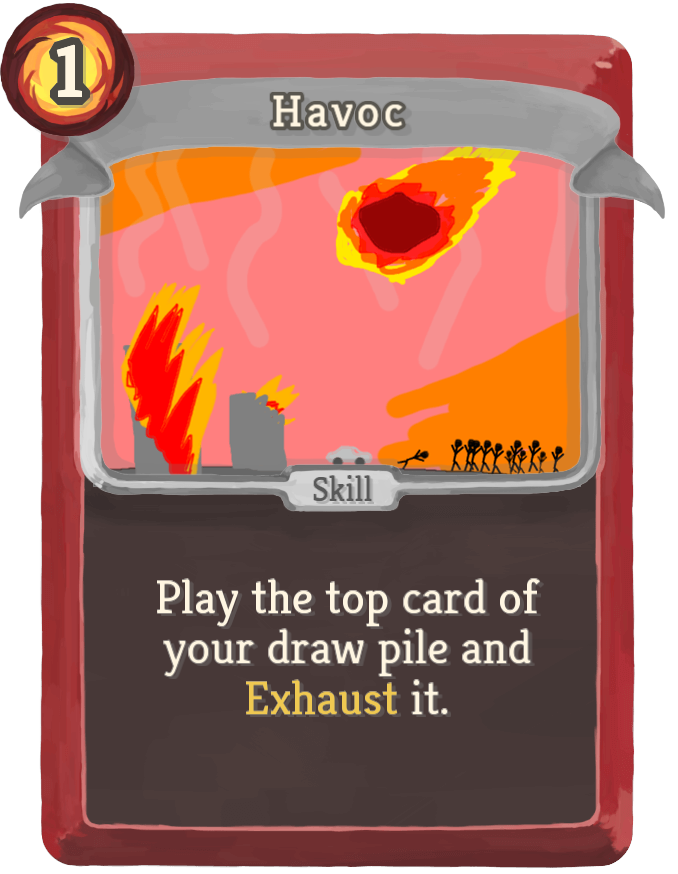 1
Havoc
Skill
Play the top card of
your draw pile and
Exhaust it.